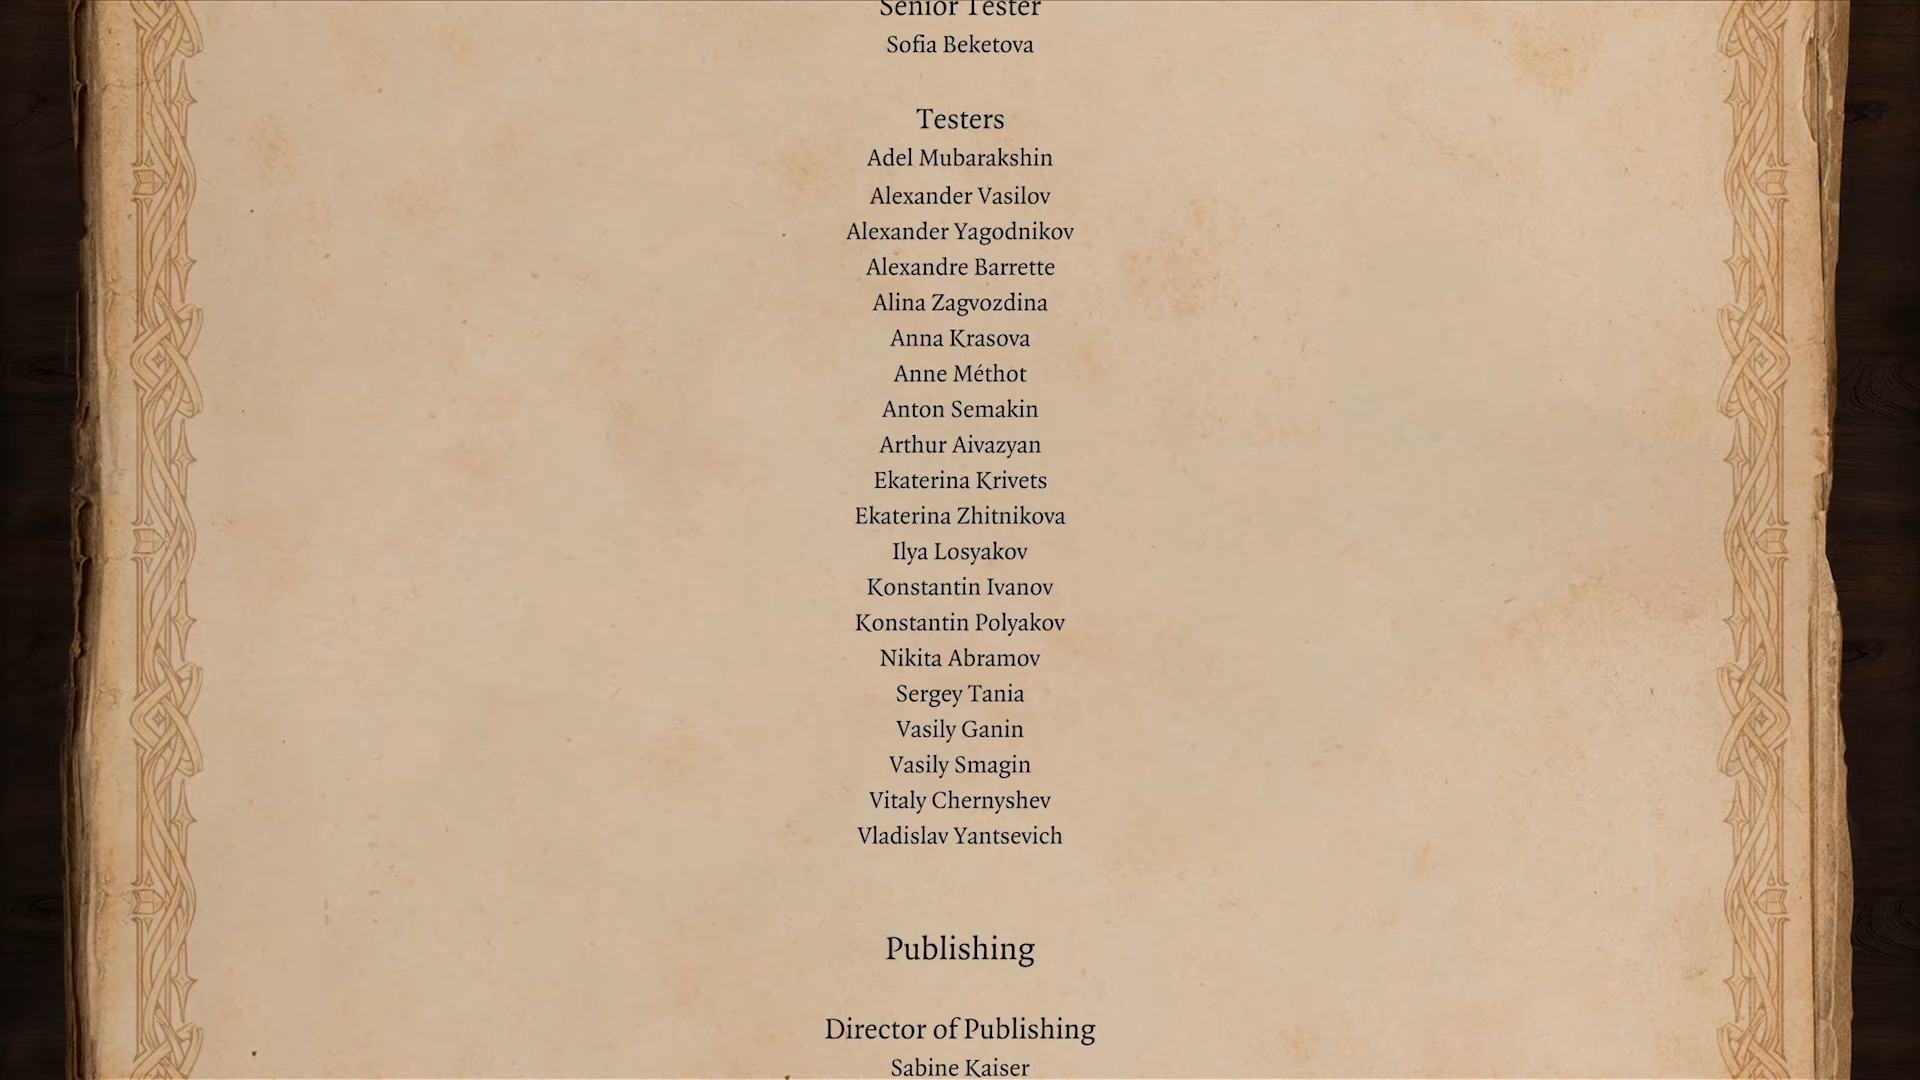 Senior Tester
Sofia Beketova
Testers
Adel Mubarakshin
Alexander Vasilov
Alexander Yagodnikov
Alexandre Barrette
Alina Zagvozdina
Anna Krasova
Anne Méthot
Anton Semakin
Arthur Aivazyan
Ekaterina Krivets
Ekaterina Zhitnikova
Ilya Losyakov
Konstantin Ivanov
Konstantin Polyakov
Nikita Abramov
Sergey Tania
Vasily Ganin
Vasily Smagin
Vitaly Chernyshev
Vladislav Yantsevich
Publishing
Director of Publishing
Sabine Kaiser